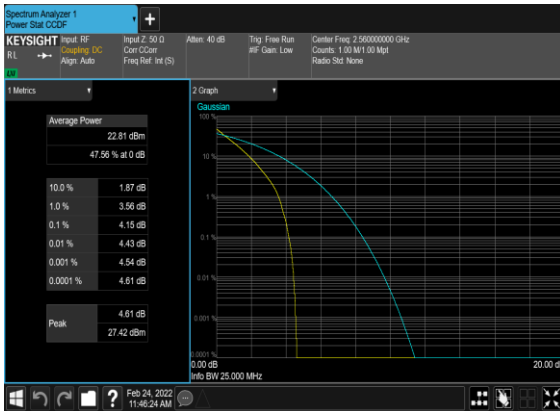 Spectrum Analyzer 1
Power Stat CCDF
KEYSIGHT
RL
LNI
Input: RF
Coupling: DC
Align: Auto
Input Z: 50 Ω
Corr CCorr
Freq Ref: Int (S)
Atten: 40 dB
Trig: Free Run
#IF Gain: Low
Center Freq: 2.560000000 GHz
Counts: 1.00 M/1.00 Mpt
Radio Std: None
1 Metrics
Average Power
22.81 dBm
47.56 % at 0 dB
10.0 % 1.87 dB
1.0 % 3.56 dB
0.1 % 4.15 dB
0.01 % 4.43 dB
0.001 % 4.54 dB
0.0001 % 4.61 dB
Peak
4.61 dB
27.42 dBm
2 Graph
Gaussian
100 %
10 %
1 %
0.1 %
0.01 %
0.001 %
0.0001 %
0.00 dB
20.00 d
Info BW 25.000 MHz
Feb 24, 2022
11:46:24 AM